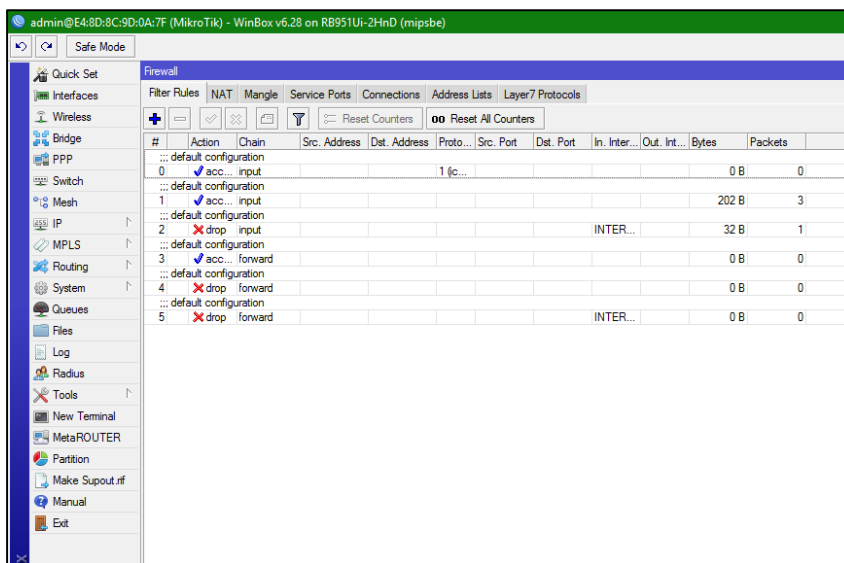 admin@E4:8D:8C:9D:0A:7F (MikroTik) - WinBox v6.28 on RB951Ui-2HnD (mipsbe)
Safe Mode
Quick Set
Interfaces
Wireless
Bridge
PPP
Switch
Mesh
IP
MPLS
Routing
System
Queues
Files
Log
Radius
Tools
New Terminal
MetaROUTER
Partition
Make Supout.rif
Manual
Exit
Firewall
Filter Rules NAT Mangle Service Ports Connections Address Lists Layer7 Protocols
Reset Counters 00 Reset All Counters
# Action Chain Src. Address Dst. Address Proto... Src. Port Dst. Port In. Inter... Out. Int... Bytes Packets
;;; default configuration
0 acc... input 1 (ic... 0 B 0
;;; default configuration
1 acc... input 202 B 3
;;; default configuration
2 drop input INTER... 32 B 1
;;; default configuration
3 acc... forward 0 B 0
;;; default configuration
4 drop forward 0 B 0
;;; default configuration
5 drop forward INTER... 0 B 0